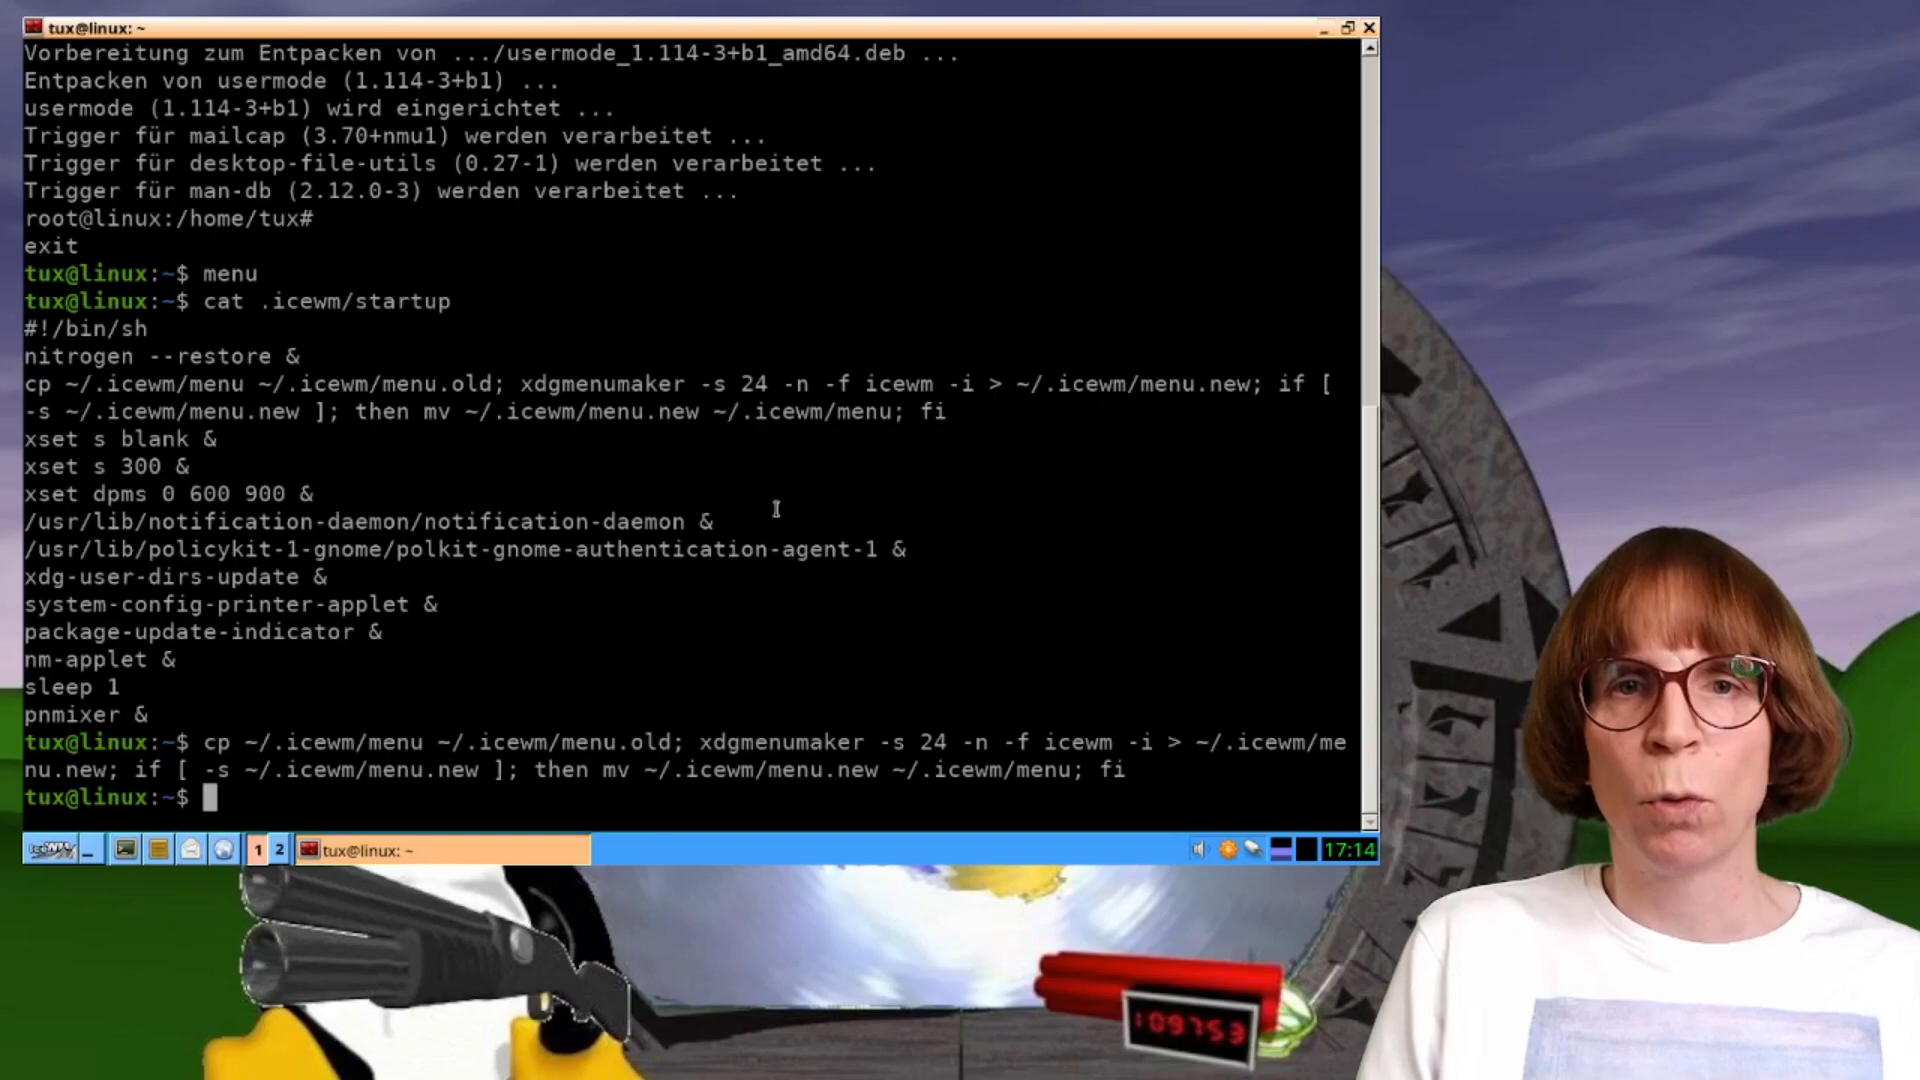 tux@linux: ~
Vorbereitung zum Entpacken von .../usermode_1.114-3+b1_amd64.deb ...
Entpacken von usermode (1.114-3+b1) ...
usermode (1.114-3+b1) wird eingerichtet ...
Trigger für mailcap (3.70+nmu1) werden verarbeitet ...
Trigger für desktop-file-utils (0.27-1) werden verarbeitet ...
Trigger für man-db (2.12.0-3) werden verarbeitet ...
root@linux:/home/tux#
exit
tux@linux:~$ menu
tux@linux:~$ cat .icewm/startup
#!/bin/sh
nitrogen --restore &
cp ~/.icewm/menu ~/.icewm/menu.old; xdgmenumaker -s 24 -n -f icewm -i > ~/.icewm/menu.new; if [
-s ~/.icewm/menu.new ]; then mv ~/.icewm/menu.new ~/.icewm/menu; fi
xset s blank &
xset s 300 &
xset dpms 0 600 900 &
/usr/lib/notification-daemon/notification-daemon &
/usr/lib/policykit-1-gnome/polkit-gnome-authentication-agent-1 &
xdg-user-dirs-update &
system-config-printer-applet &
package-update-indicator &
nm-applet &
sleep 1
pnmixer &
tux@linux:~$ cp ~/.icewm/menu ~/.icewm/menu.old; xdgmenumaker -s 24 -n -f icewm -i > ~/.icewm/me
nu.new; if [ -s ~/.icewm/menu.new ]; then mv ~/.icewm/menu.new ~/.icewm/menu; fi
tux@linux:~$
IceWM 1 2 tux@linux: ~ 17:14
109753